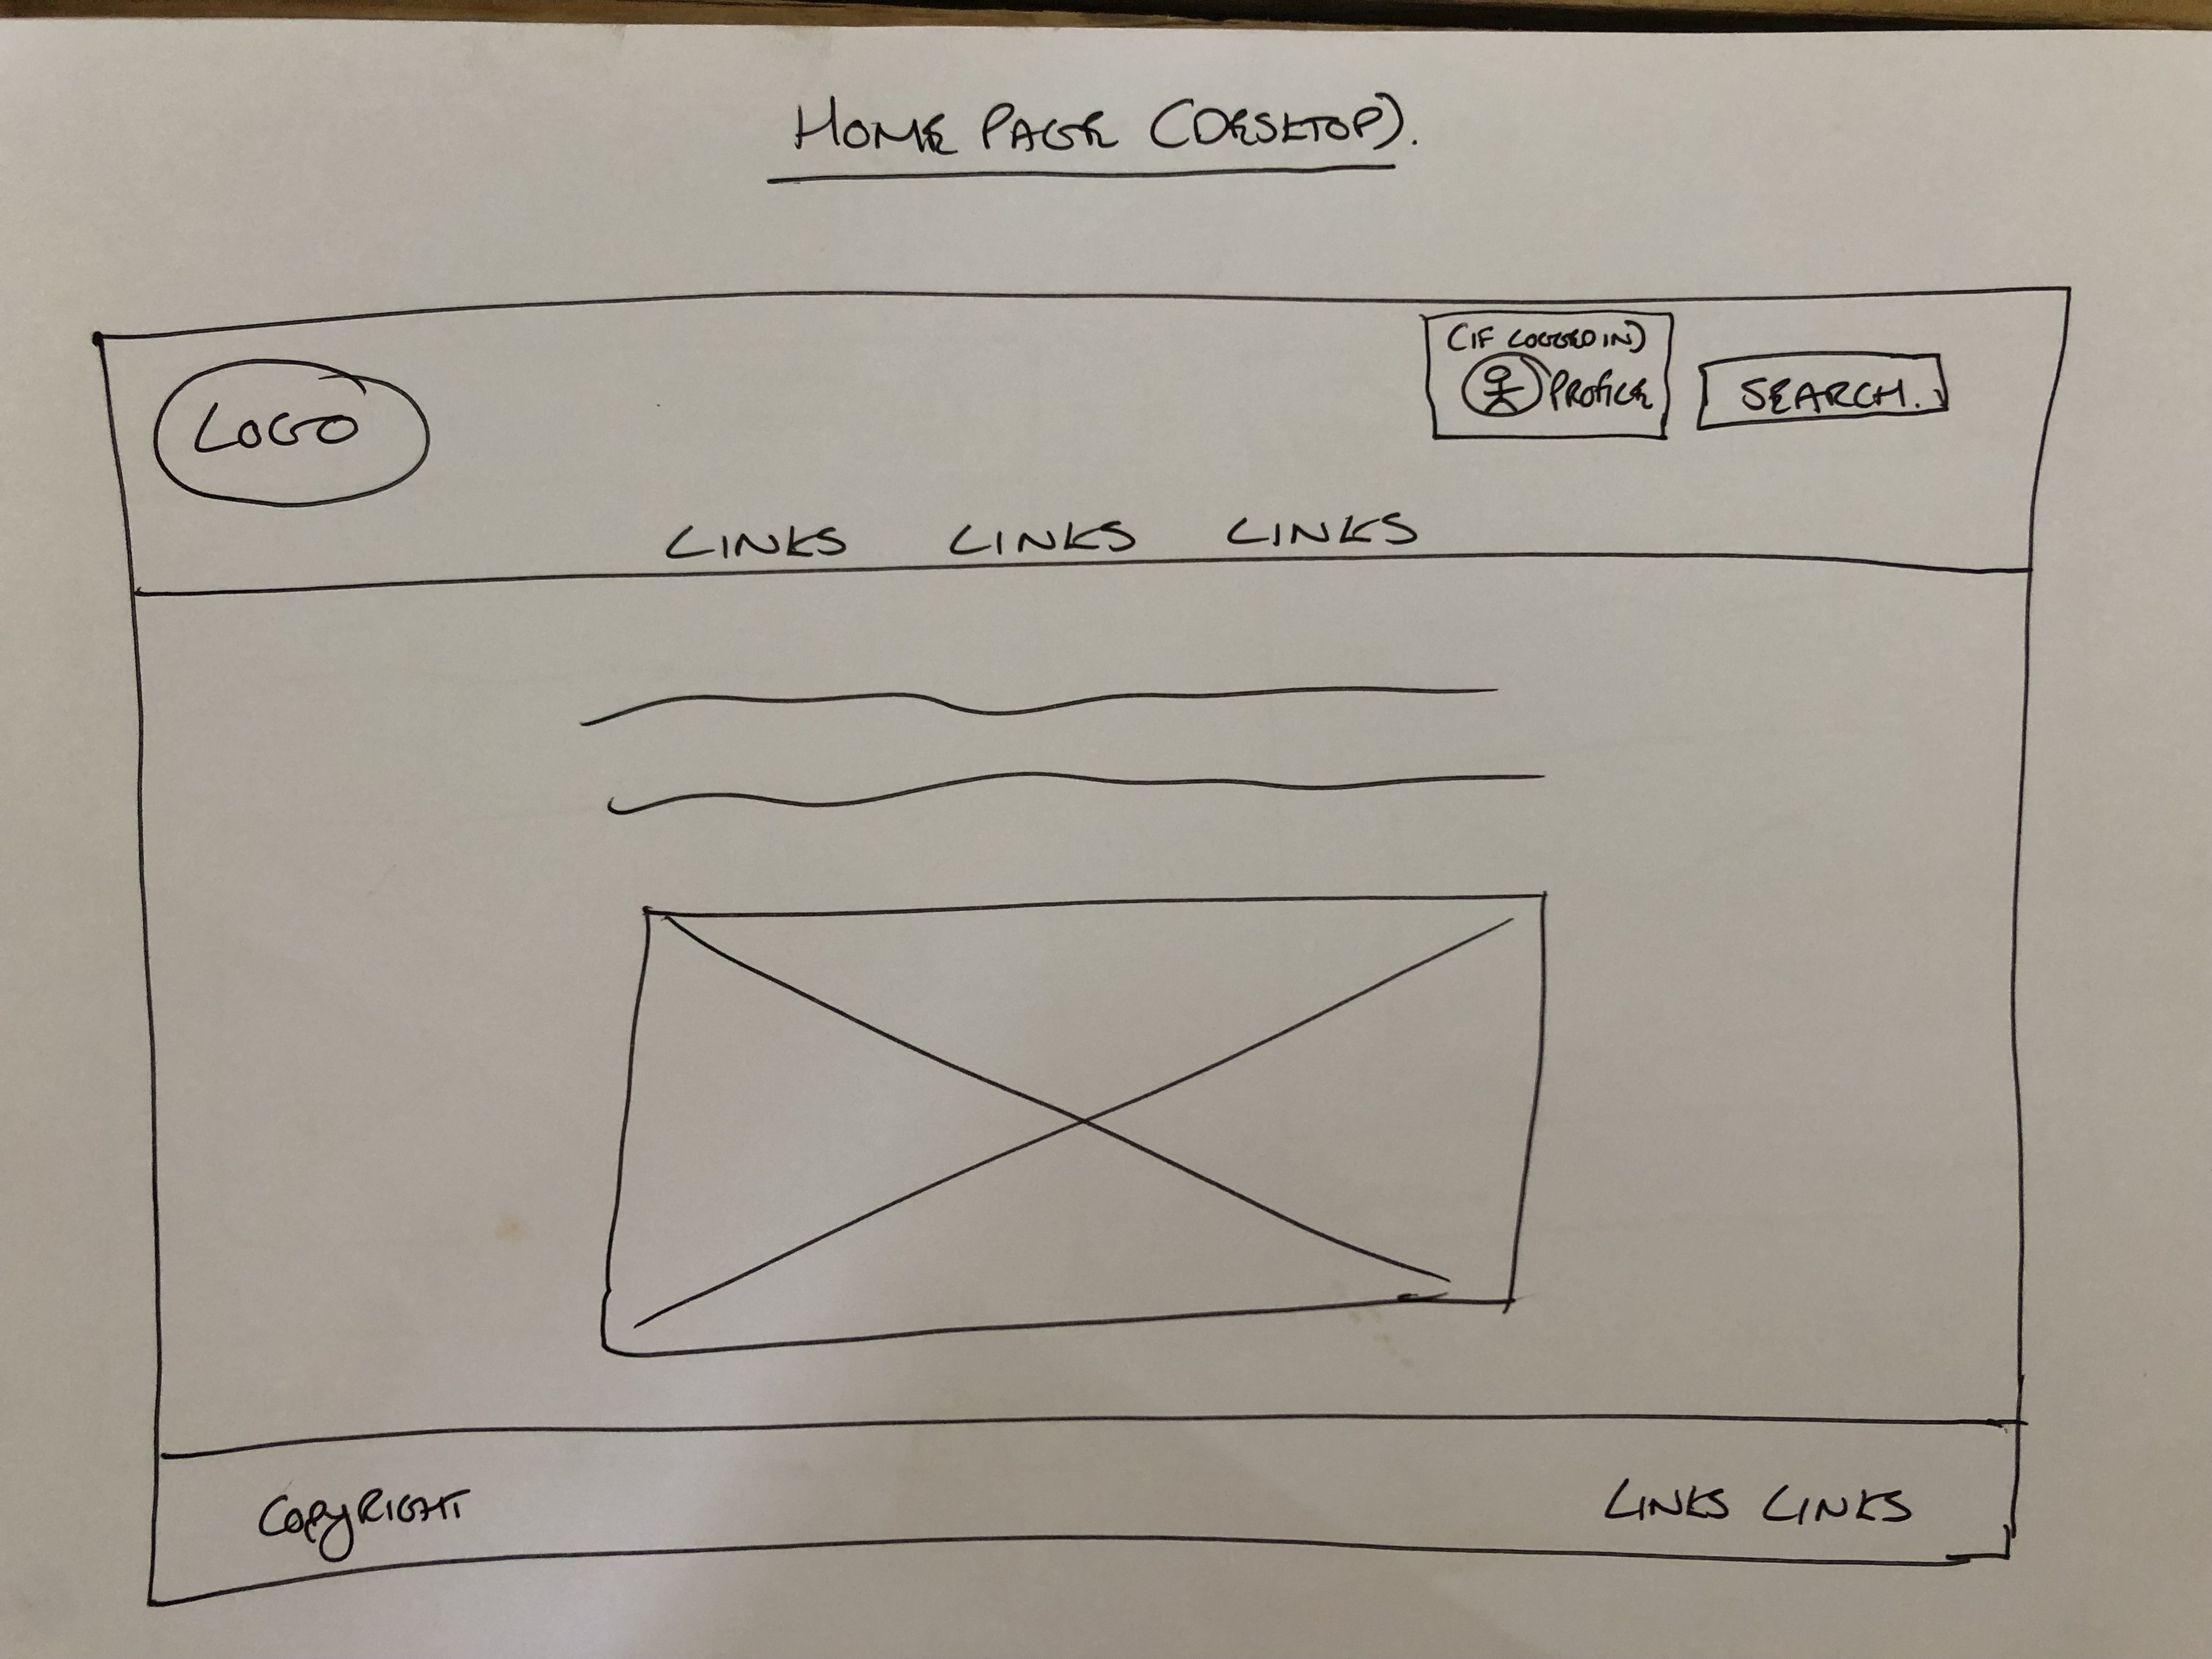 HOME PAGE (DESKTOP).
LOGO
(IF LOGGED IN)
PROFILE
SEARCH.
LINKS LINKS LINKS
COPYRIGHT
LINKS LINKS